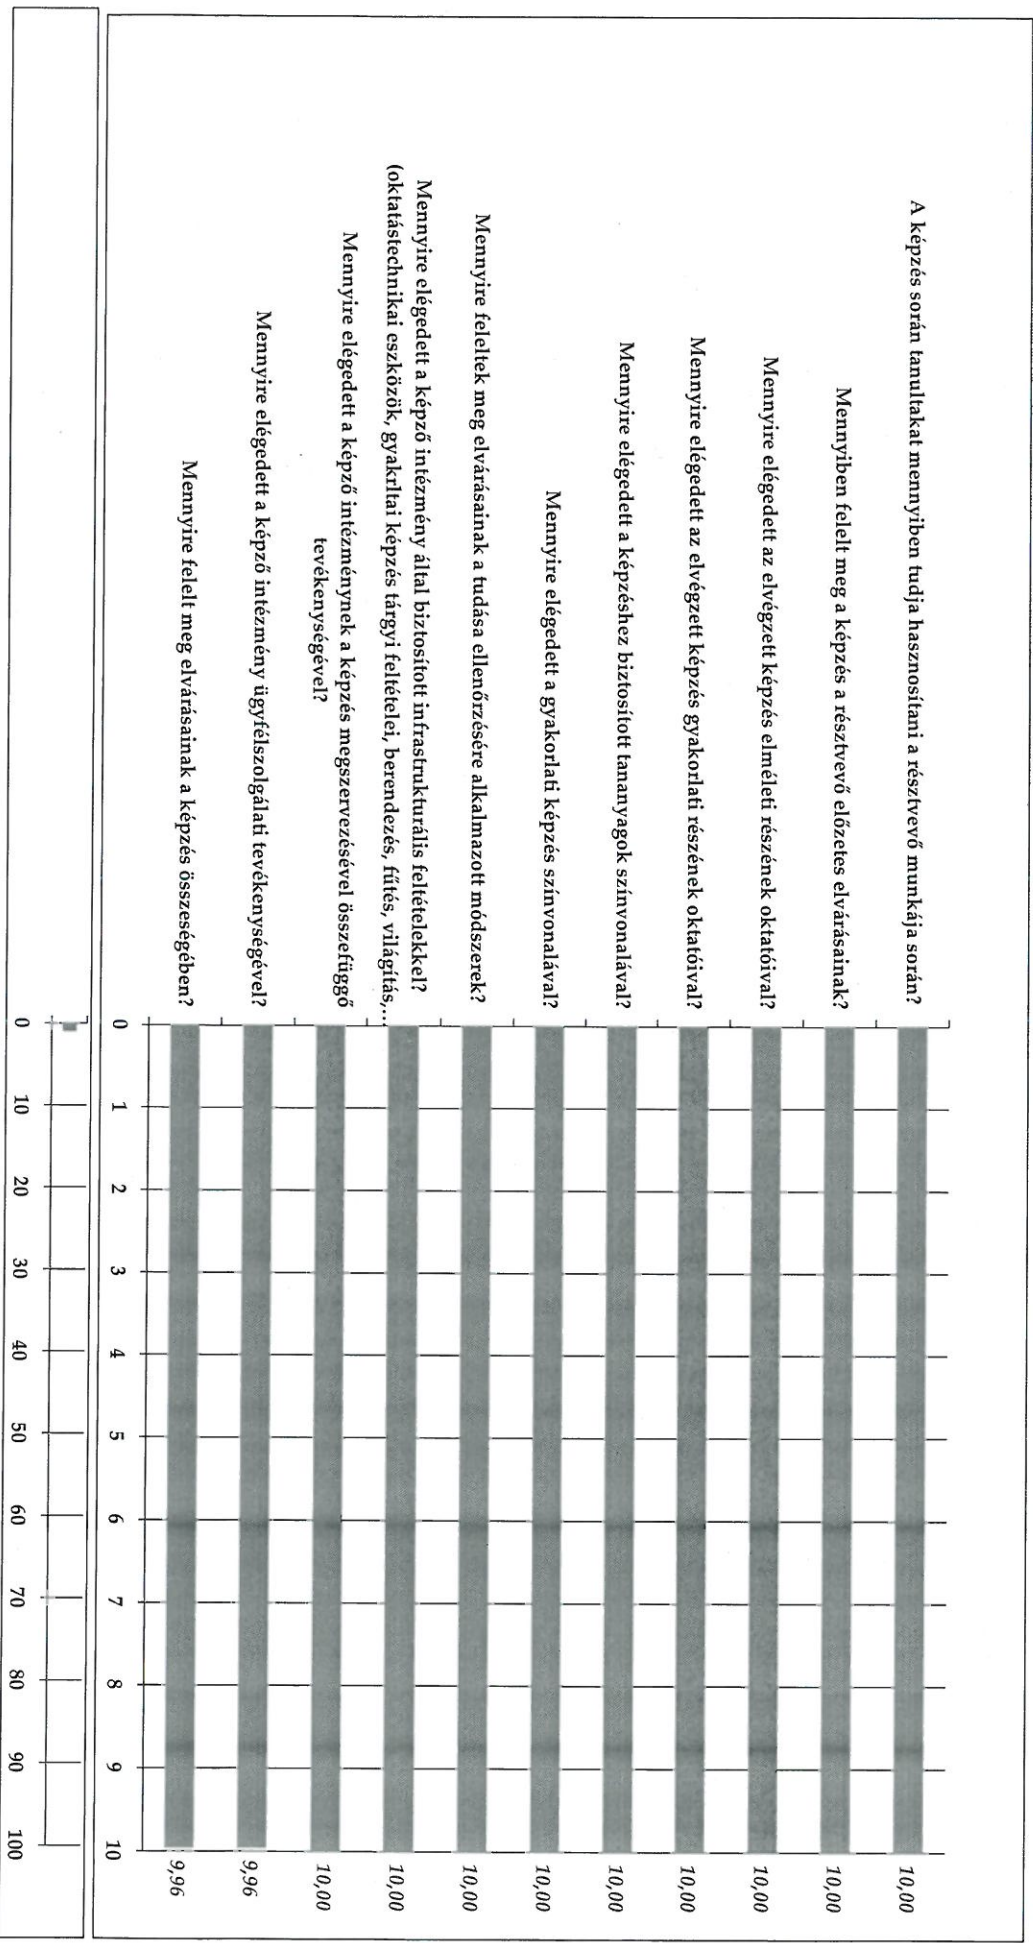 A képzés során tanultakat mennyiben tudja hasznosítani a résztvevő munkája során? 10,00
Mennyiben felelt meg a képzés a résztvevő előzetes elvárásainak? 10,00
Mennyire elégedett az elvégzett képzés elméleti részének oktatóival? 10,00
Mennyire elégedett az elvégzett képzés gyakorlati részének oktatóival? 10,00
Mennyire elégedett a képzéshez biztosított tananyagok színvonalával? 10,00
Mennyire elégedett a gyakorlati képzés színvonalával? 10,00
Mennyire feleltek meg elvárásainak a tudása ellenőrzésére alkalmazott módszerek? 10,00
Mennyire elégedett a képző intézmény által biztosított infrastrukturális feltételekkel?
(oktatástechnikai eszközök, gyakrltai képzés tárgyi feltételei, berendezés, fűtés, világítás,... 10,00
Mennyire elégedett a képző intézménynek a képzés megszervezésével összefüggő
tevékenységével? 10,00
Mennyire elégedett a képző intézmény ügyfélszolgálati tevékenységével? 9,96
Mennyire felelt meg elvárásainak a képzés összeségében? 9,96
0 1 2 3 4 5 6 7 8 9 10
0 10 20 30 40 50 60 70 80 90 100